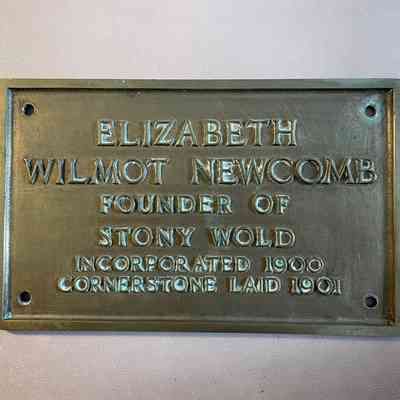 ELIZABETH
WILMOT NEWCOMB
FOUNDER OF
STONY WOLD
INCORPORATED 1900
CORNERSTONE LAID 1901